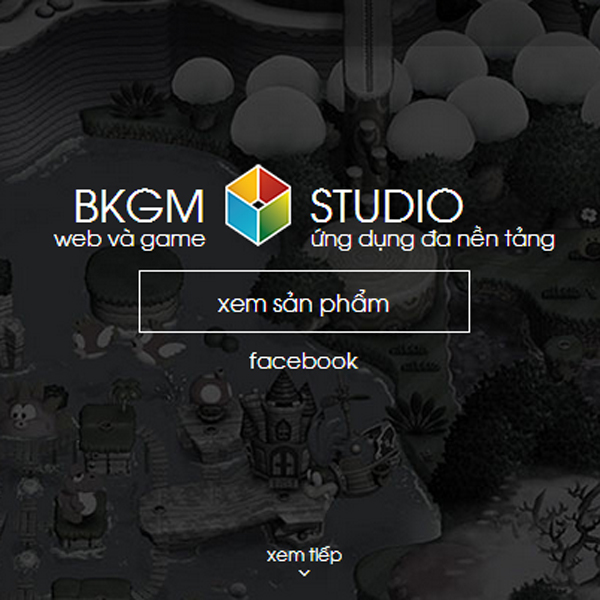 BKGM STUDIO
web và game ứng dụng đa nền tảng
xem sản phẩm
facebook
xem tiếp